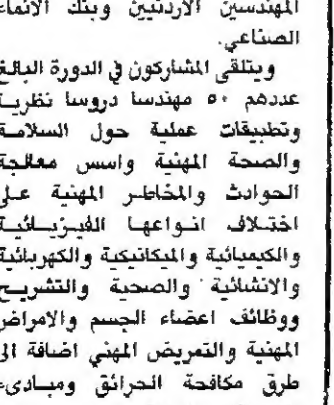 المهندسين الاردنيين وبنك الانماء
الصناعي.
ويتلقى المشاركون في الدورة البالغ
عددهم ٥٠ مهندسا دروسا نظرية
وتطبيقات عملية حول السلامة
والصحة المهنية واسس معالجة
الحوادث والمخاطر المهنية على
اختلاف انواعها الفيزيائية
والكيميائية والميكانيكية والكهربائية
والانشائية والصحية والتشريح
ووظائف اعضاء الجسم والامراض
المهنية والتمريض المهني اضافة الى
طرق مكافحة الحرائق ومبادىء